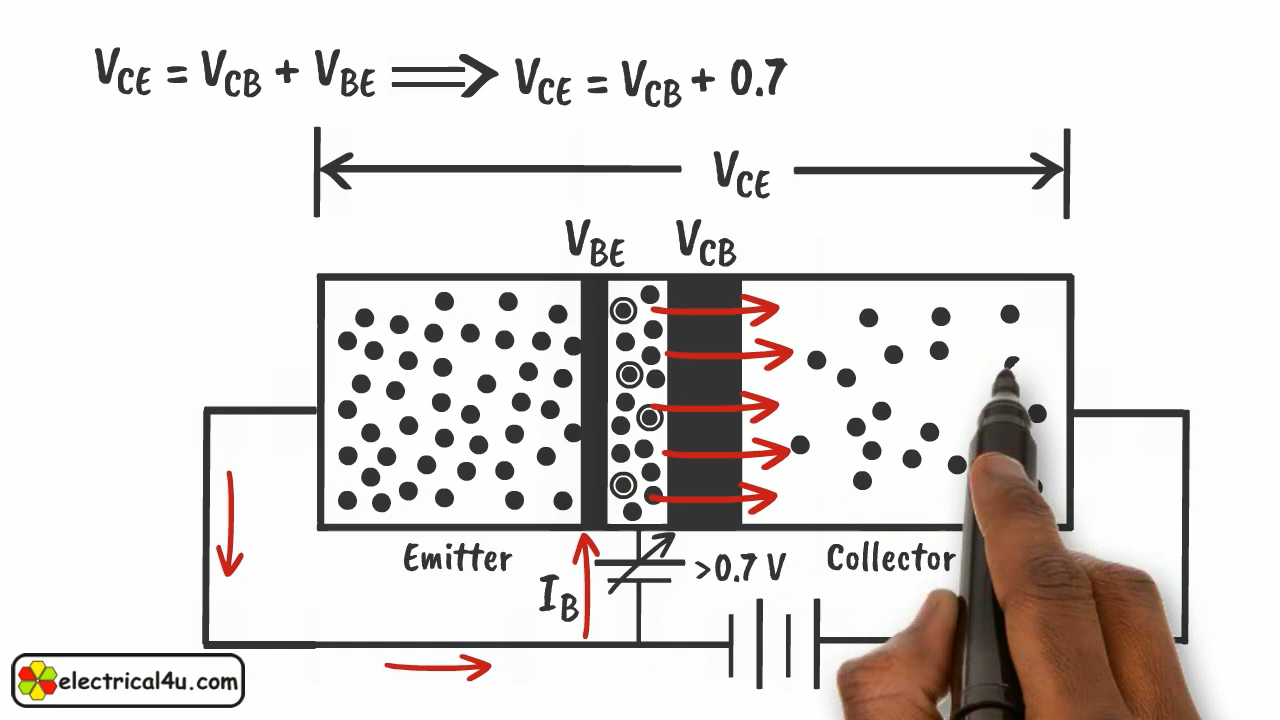 VCE = VCB + VBE ⟹ VCE = VCB + 0.7
VCE
VBE VCB
Emitter
>0.7 V
Collector
IB
electrical4u.com